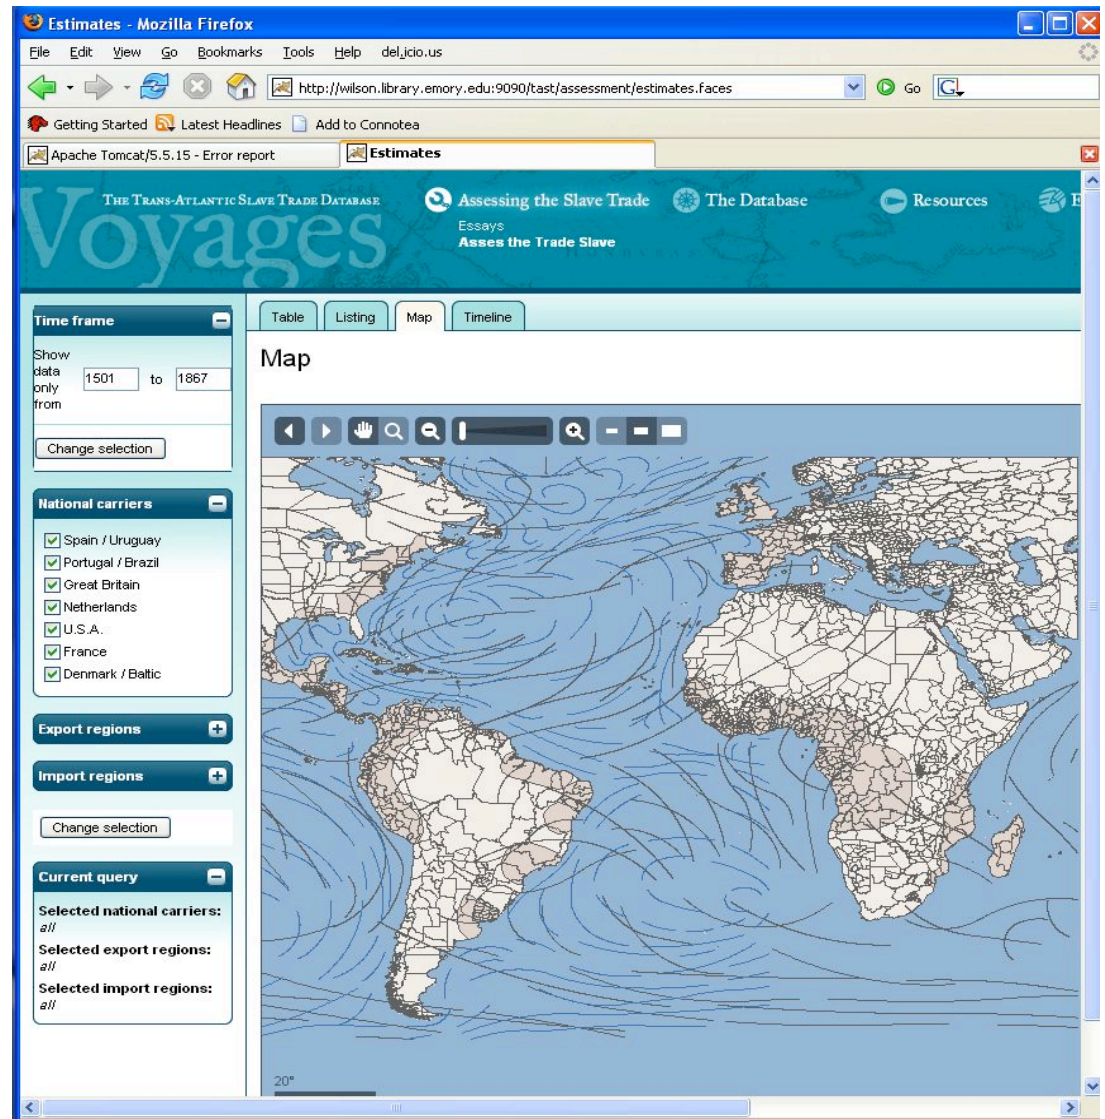 Estimates - Mozilla Firefox
File Edit View Go Bookmarks Tools Help del.icio.us
http://wilson.library.emory.edu:9090/tast/assessment/estimates.faces Go G
Getting Started Latest Headlines Add to Connotea
Apache Tomcat/5.5.15 - Error report Estimates
Voyages
THE TRANS-ATLANTIC SLAVE TRADE DATABASE Assessing the Slave Trade The Database Resources E
Essays
Asses the Trade Slave
Table Listing Map Timeline
Map
Time frame
Show
data
only
from
1501 to 1867
Change selection
National carriers
Spain / Uruguay
Portugal / Brazil
Great Britain
Netherlands
U.S.A.
France
Denmark / Baltic
Export regions
Import regions
Change selection
Current query
Selected national carriers:
all
Selected export regions:
all
Selected import regions:
all
20°